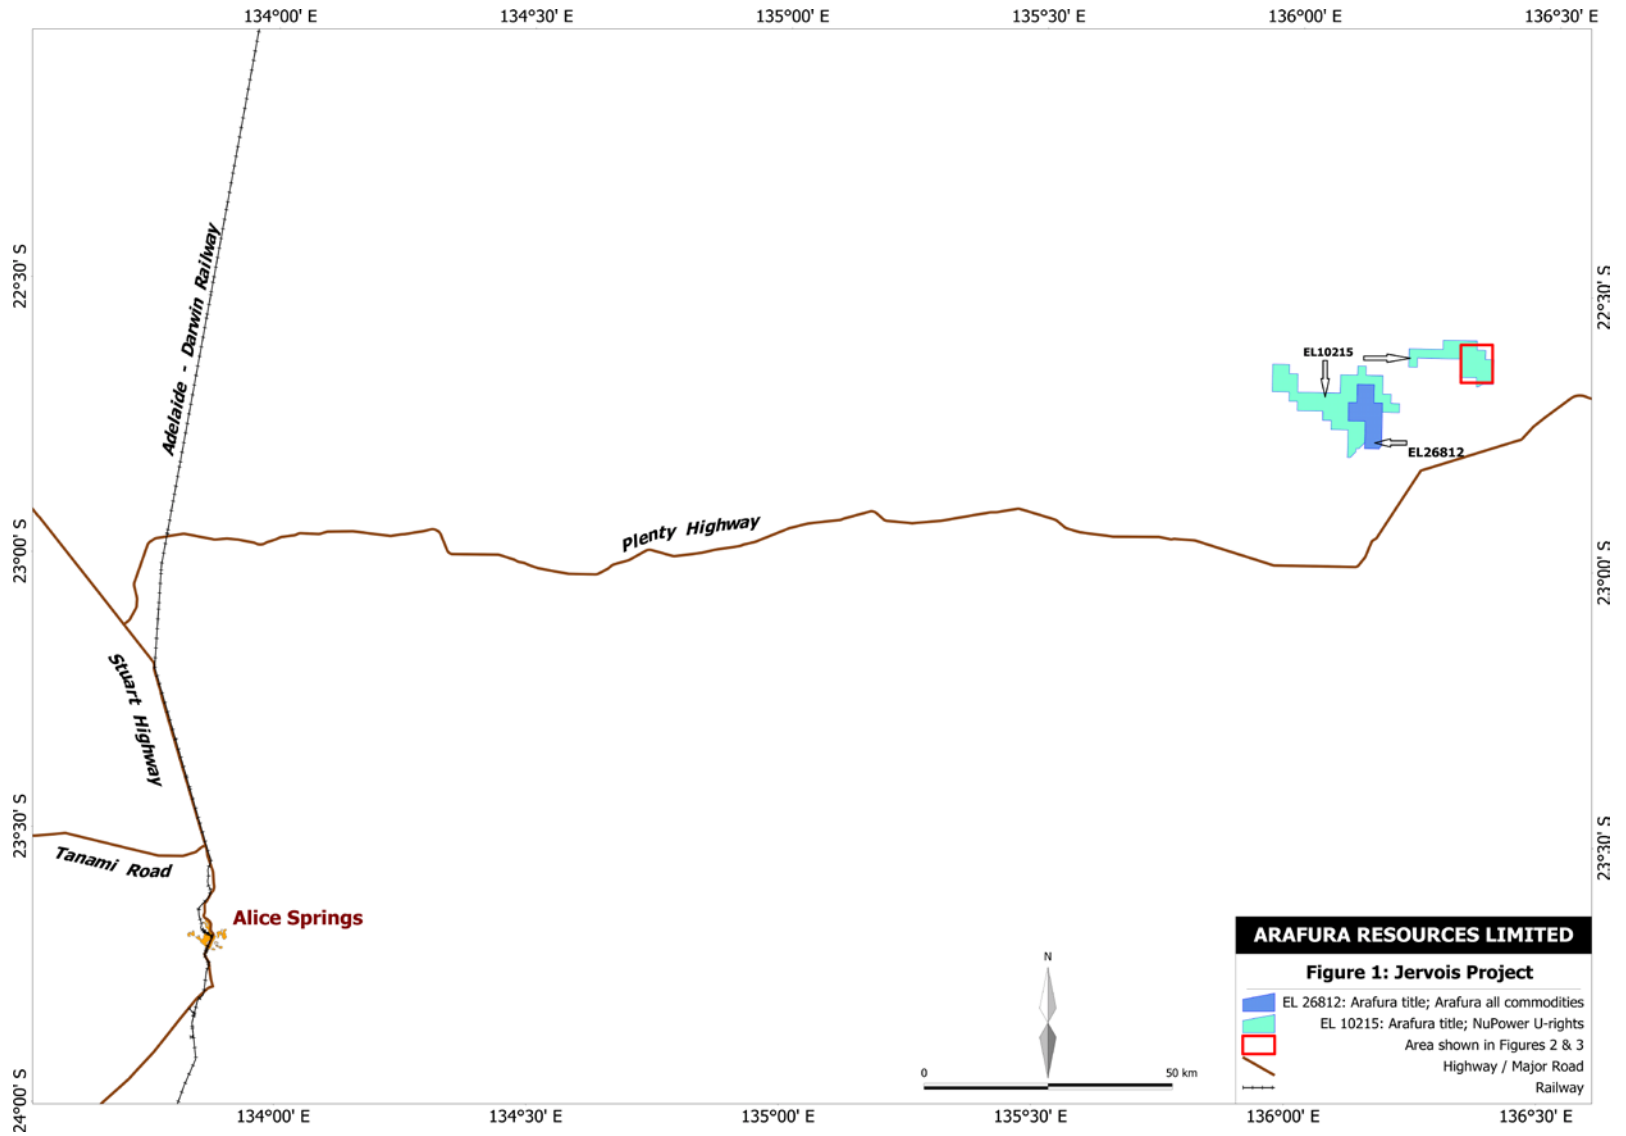 134°00' E
134°30' E
135°00' E
135°30' E
136°00' E
136°30' E
22°30' S
23°00' S
23°30' S
24°00' S
Adelaide - Darwin Railway
EL10215
EL26812
22°30' S
23°00' S
23°30' S
Plenty Highway
Stuart Highway
Tanami Road
Alice Springs
N
0
50 km
ARAFURA RESOURCES LIMITED
Figure 1: Jervois Project
EL 26812: Arafura title; Arafura all commodities
EL 10215: Arafura title; NuPower U-rights
Area shown in Figures 2 & 3
Highway / Major Road
Railway
134°00' E
134°30' E
135°00' E
135°30' E
136°00' E
136°30' E